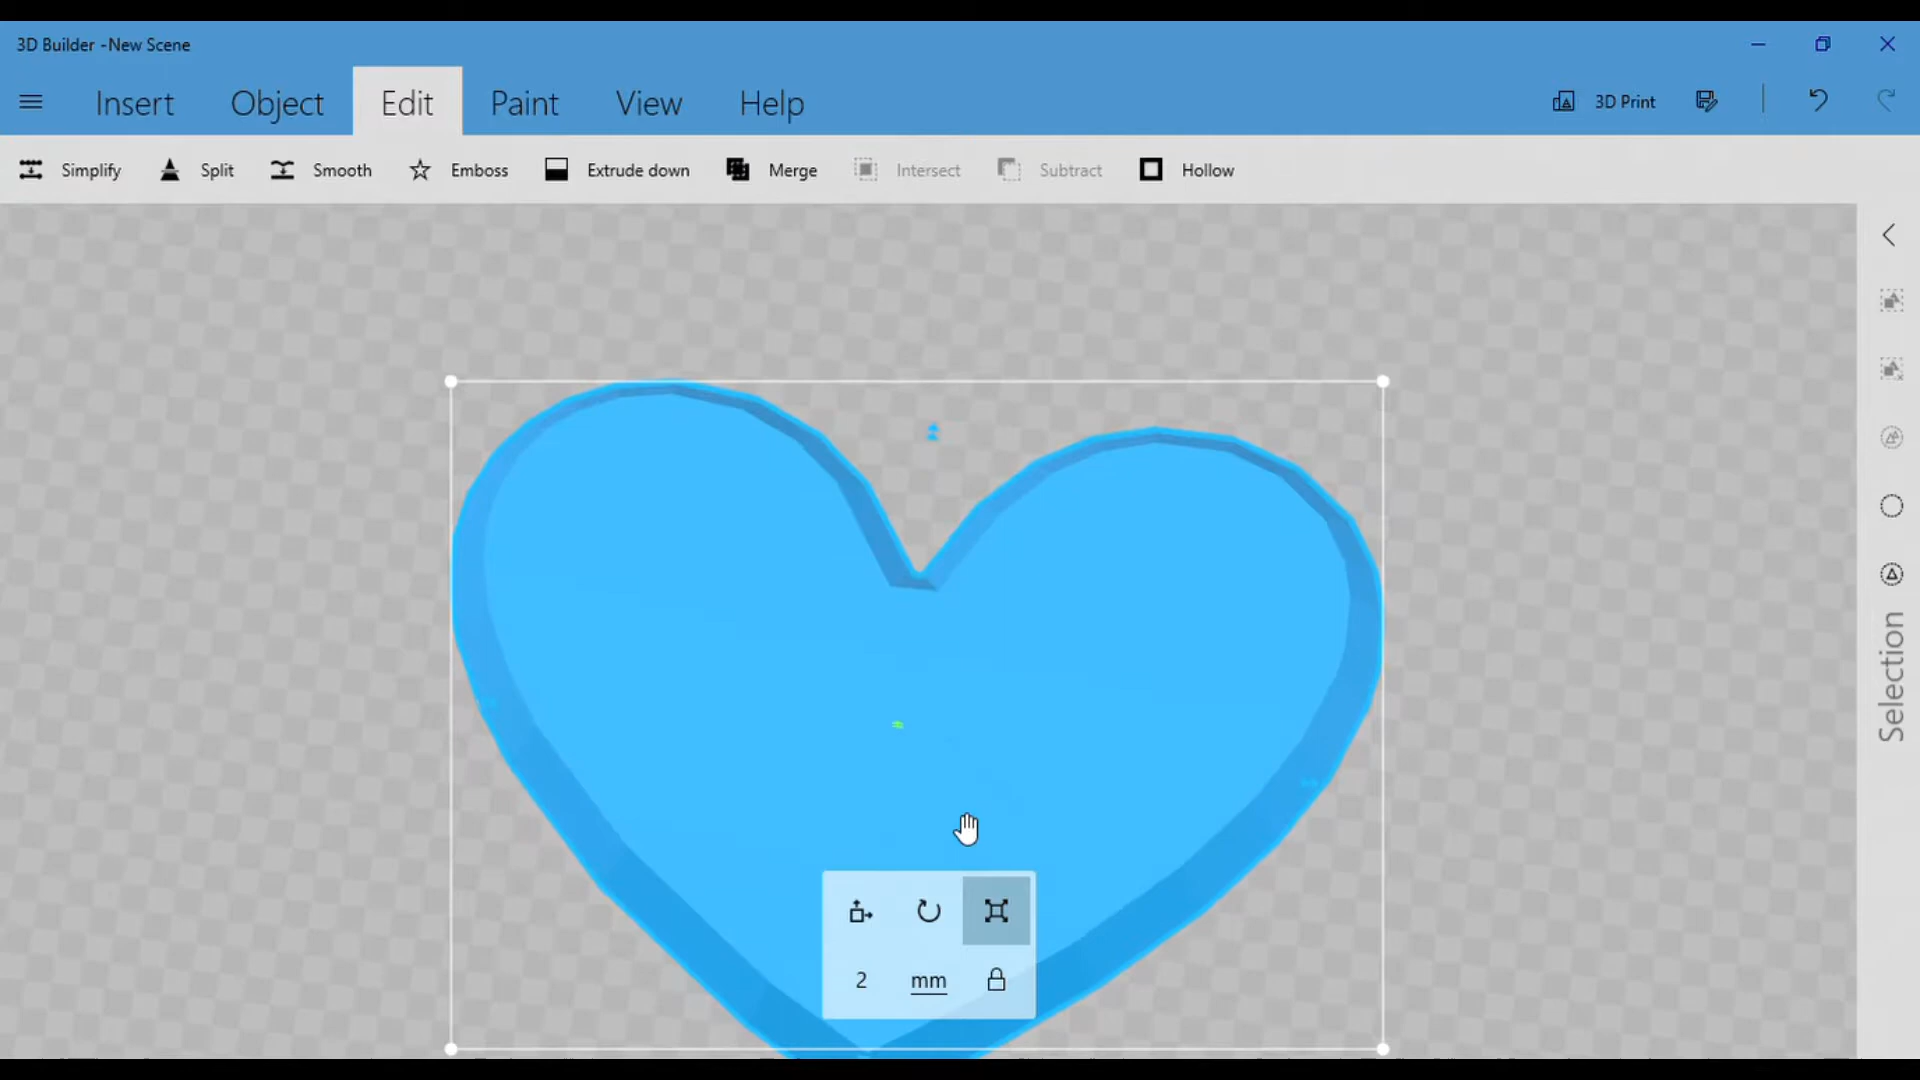 3D Builder -New Scene
Insert Object Edit Paint View Help 3D Print
Simplify Split Smooth Emboss Extrude down Merge Intersect Subtract Hollow
Selection
2 mm